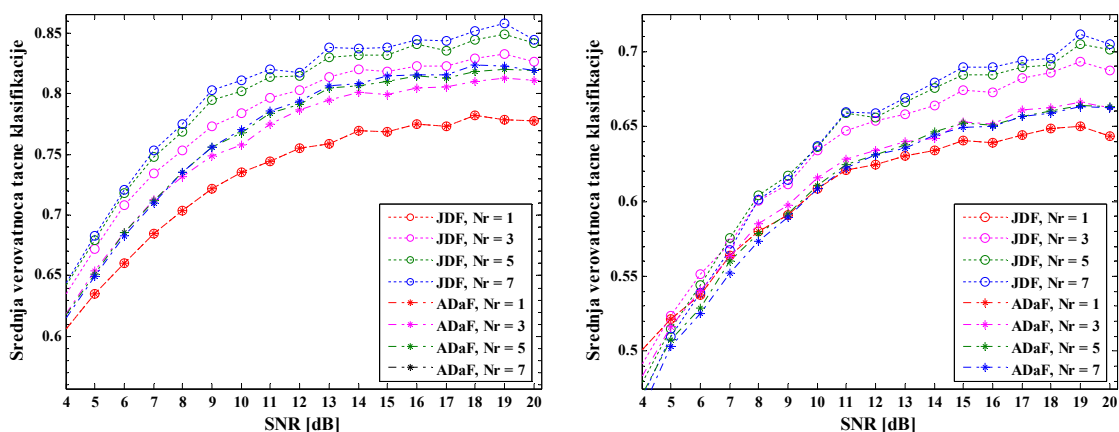 Srednja verovatnoca tacne klasifikacije
0.85
0.8
0.75
0.7
0.65
0.6
4 5 6 7 8 9 10 11 12 13 14 15 16 17 18 19 20
SNR [dB]
JDF, Nr = 1
JDF, Nr = 3
JDF, Nr = 5
JDF, Nr = 7
ADaF, Nr = 1
ADaF, Nr = 3
ADaF, Nr = 5
ADaF, Nr = 7
Srednja verovatnoca tacne klasifikacije
0.7
0.65
0.6
0.55
0.5
4 5 6 7 8 9 10 11 12 13 14 15 16 17 18 19 20
SNR [dB]
JDF, Nr = 1
JDF, Nr = 3
JDF, Nr = 5
JDF, Nr = 7
ADaF, Nr = 1
ADaF, Nr = 3
ADaF, Nr = 5
ADaF, Nr = 7